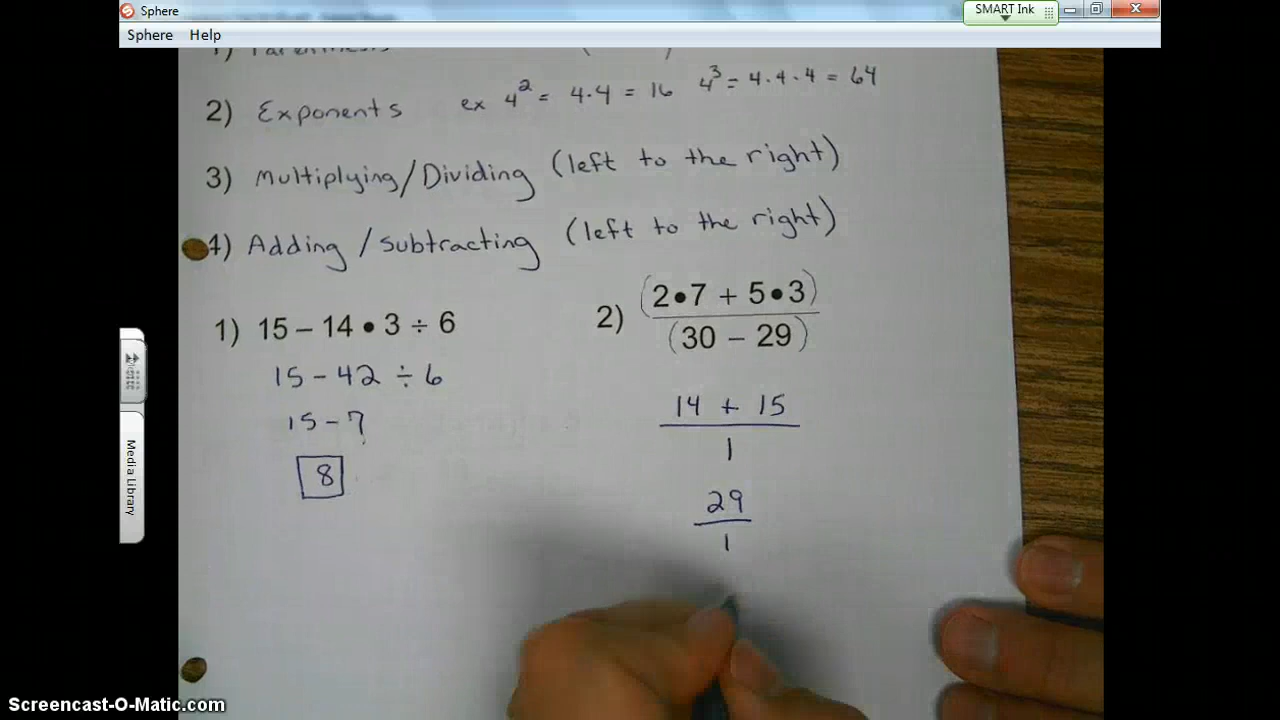 Sphere
SMART Ink
Sphere Help
1) Parenthesis ( )
2) Exponents ex 4² = 4·4 = 16 4³ = 4·4·4 = 64
3) Multiplying/Dividing (left to the right)
4) Adding/Subtracting (left to the right)
1) 15 – 14 • 3 ÷ 6
15 - 42 ÷ 6
15 - 7
8
2) (2•7 + 5•3)
(30 – 29)
14 + 15
1
29
1
Media Library
Screencast-O-Matic.com